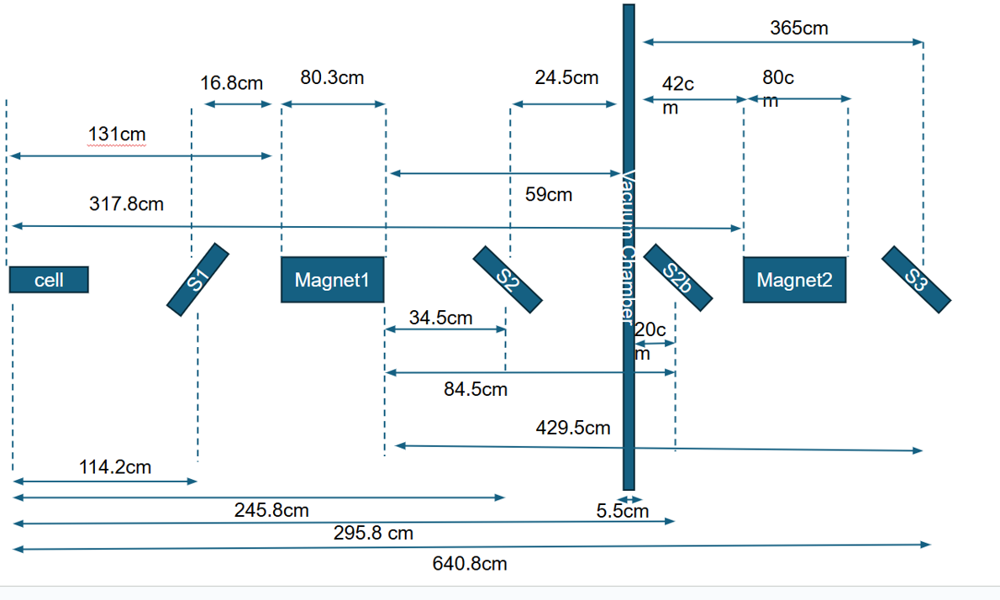 365cm
16.8cm
80.3cm
24.5cm
42c
m
80c
m
131cm
59cm
317.8cm
Vacuum Chamber
cell
S1
Magnet1
S2
S2b
Magnet2
S3
34.5cm
20c
m
84.5cm
429.5cm
114.2cm
245.8cm
5.5cm
295.8 cm
640.8cm